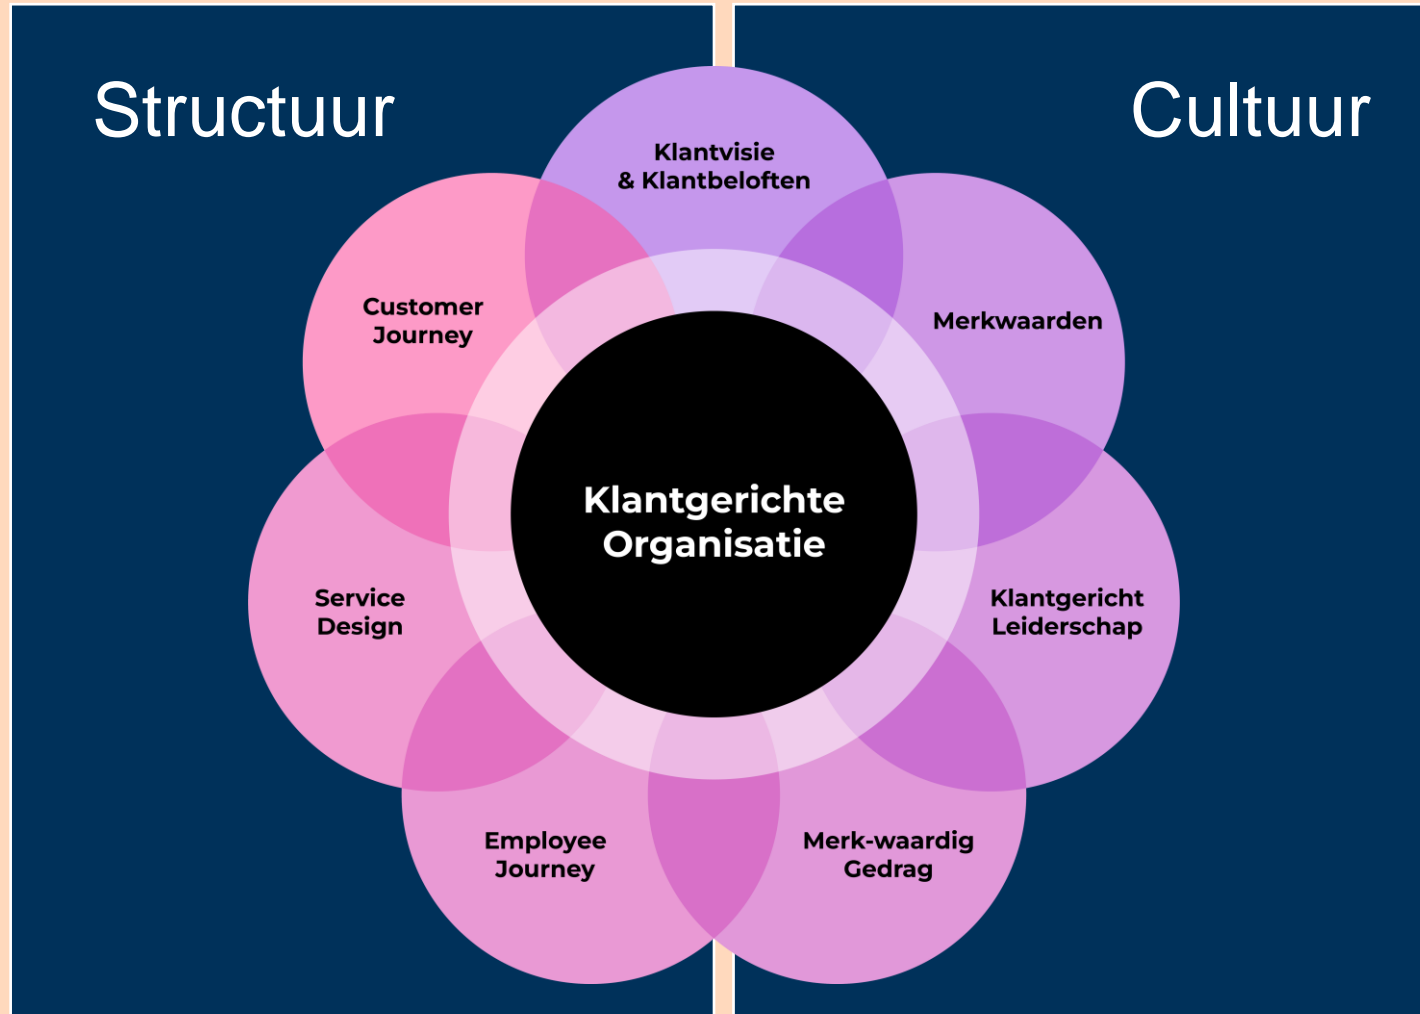 Structuur
Cultuur
Klantvisie
& Klantbeloften
Customer
Journey
Merkwaarden
Klantgerichte
Organisatie
Service
Design
Klantgericht
Leiderschap
Employee
Journey
Merk-waardig
Gedrag